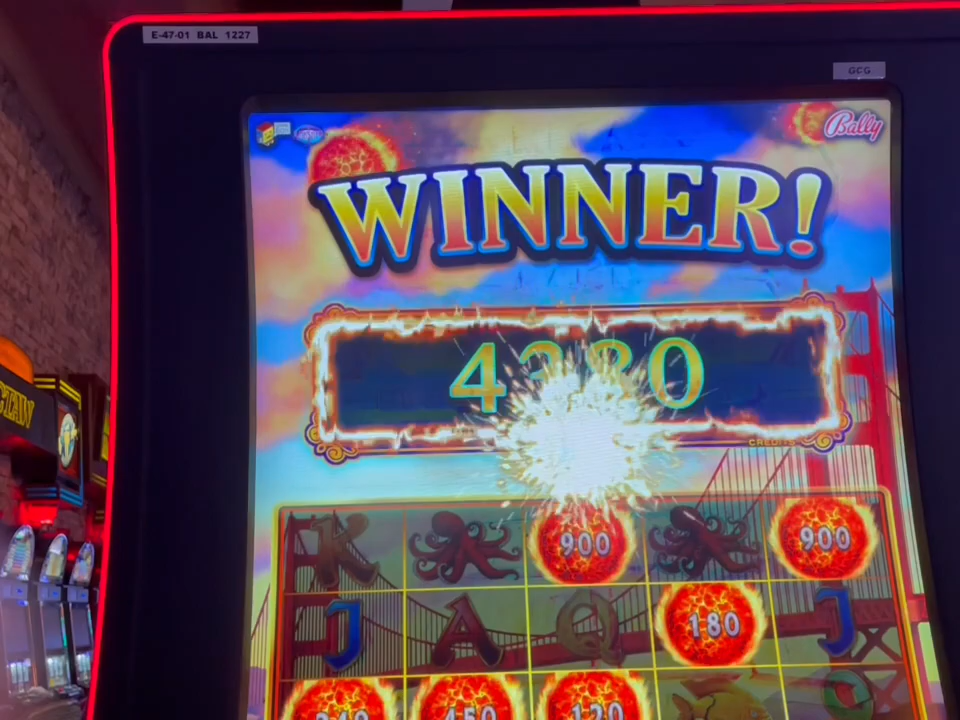 E-47-01 BAL 1227
GCG
Bally
WINNER!
CREDITS
K
900
900
J A Q 180 J
450
120